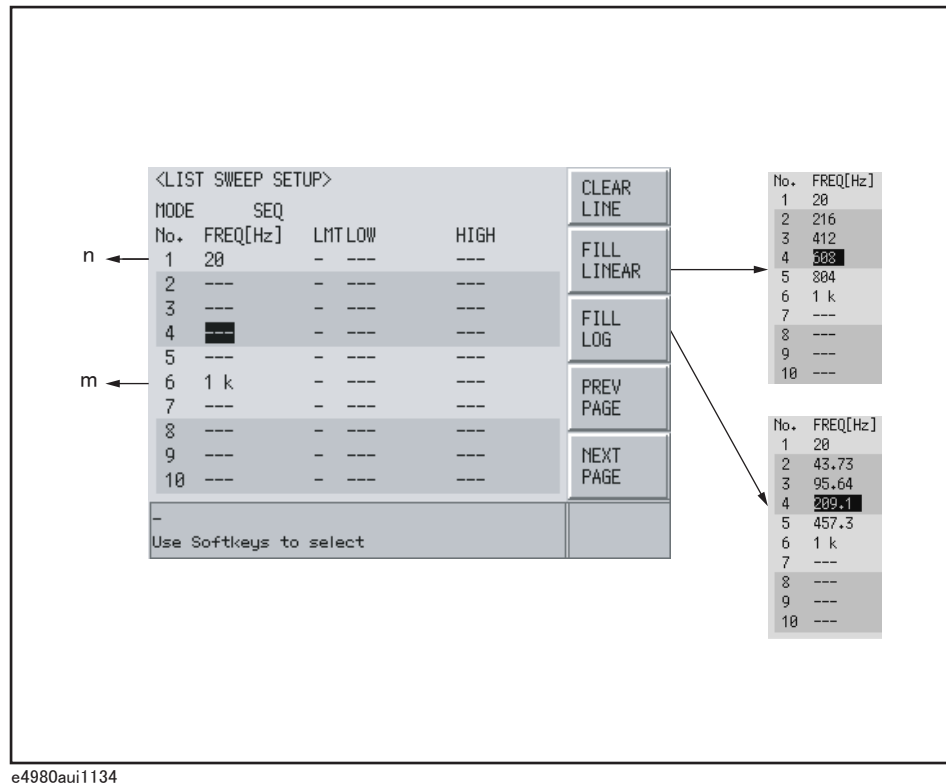 <LIST SWEEP SETUP>
MODE SEQ
No. FREQ[Hz] LMT LOW HIGH
n 1 20 - --- ---
2 --- - --- ---
3 --- - --- ---
4 --- - --- ---
5 --- - --- ---
m 6 1 k - --- ---
7 --- - --- ---
8 --- - --- ---
9 --- - --- ---
10 --- - --- ---
_
Use Softkeys to select
CLEAR
LINE
FILL
LINEAR
FILL
LOG
PREV
PAGE
NEXT
PAGE
No. FREQ[Hz]
1 20
2 216
3 412
4 608
5 804
6 1 k
7 ---
8 ---
9 ---
10 ---
No. FREQ[Hz]
1 20
2 43.73
3 95.64
4 209.1
5 457.3
6 1 k
7 ---
8 ---
9 ---
10 ---
e4980auj1134